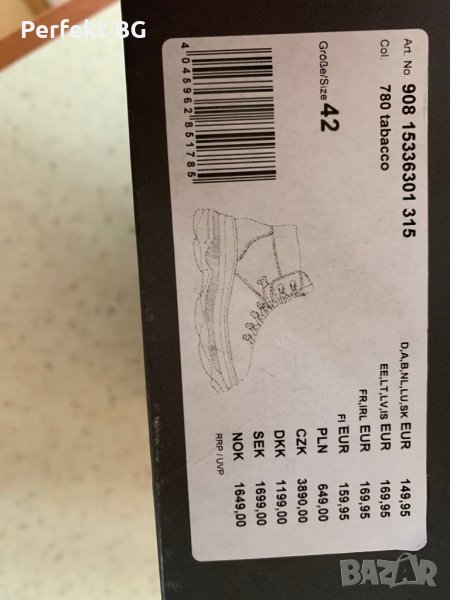 Perfekt BG
Art. No 908 15336301 315
Col. 780 tabacco
Größe/Size 42
4 045962 851785
D,A,B,NL,LU,SK EUR 149,95
EE,LT,LV,IS EUR 169,95
FR,IRL EUR 169,95
FI EUR 159,95
PLN 649,00
CZK 3890,00
DKK 1199,00
SEK 1699,00
NOK 1649,00
RRP / UVP
BAZAR